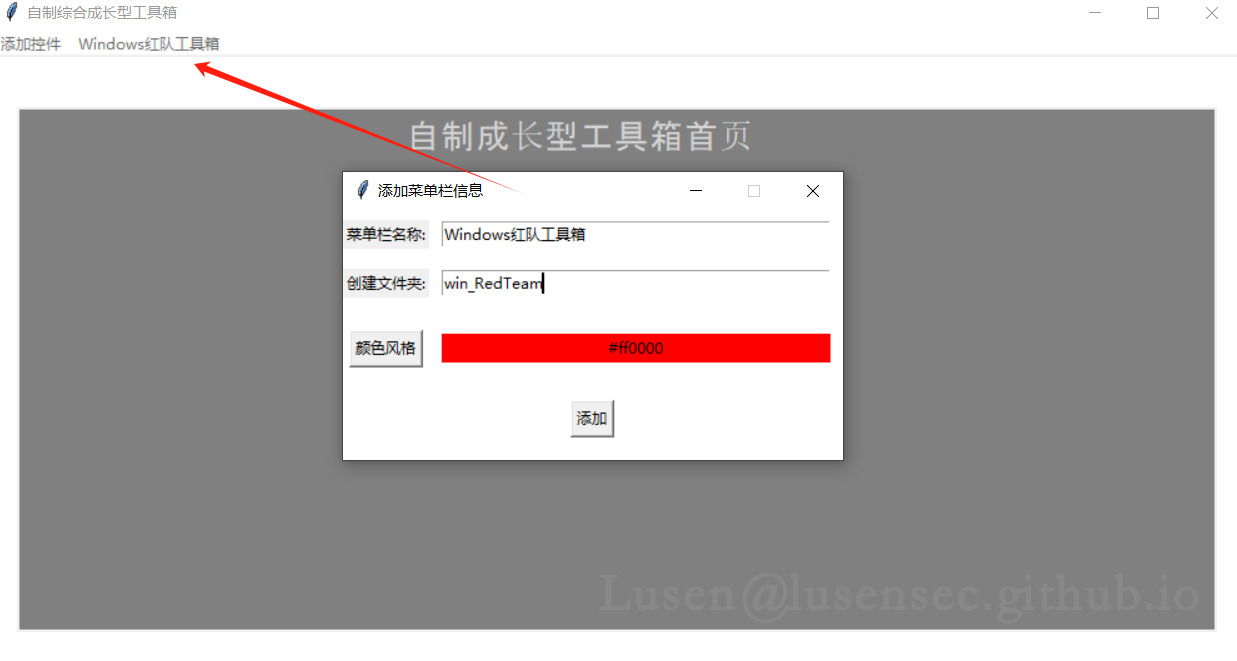 自制综合成长型工具箱
添加控件 Windows红队工具箱
自制成长型工具箱首页
添加菜单栏信息
菜单栏名称: Windows红队工具箱
创建文件夹: win_RedTeam
颜色风格 #ff0000
添加
Lusen@lusensec.github.io